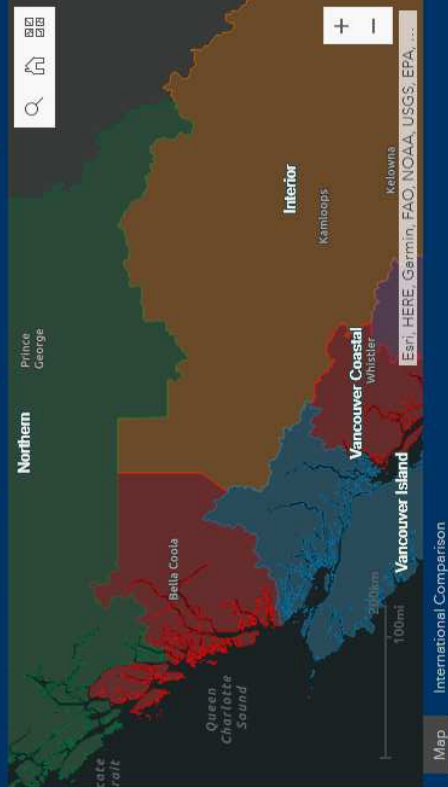 Northern
Prince
George
Bella Coola
Interior
Kamloops
Queen
Charlotte
Sound
Kelowna
Vancouver Coastal
Whistler
Vancouver Island
200km
100mi
Esri, HERE, Garmin, FAO, NOAA, USGS, EPA, ...
Map
International Comparison